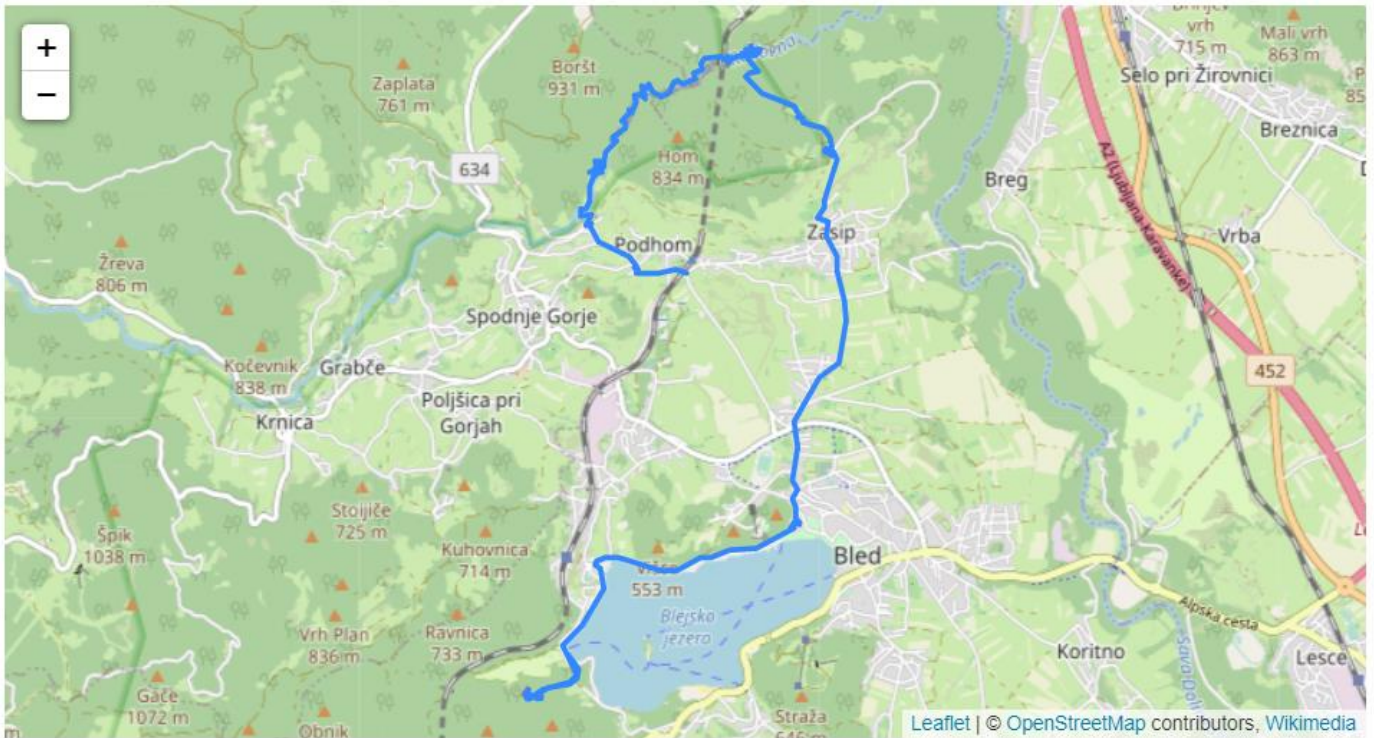 +
−
Zaplata
761 m
Boršt
931 m
vrh
715 m
Mali vrh
863 m
Selo pri Žirovnici
Breznica
634
Hom
834 m
A2 (Ljubljana-Karavanke)
Breg
Podhom
Zasip
Vrba
Žreva
806 m
Spodnje Gorje
Kočevnik
838 m
Grabče
452
Poljšica pri
Gorjah
Krnica
Stoijiče
725 m
Špik
1038 m
Kuhovnica
714 m
Bled
553 m
Blejsko
jezero
Alpska cesta
Vrh Plan
836 m
Ravnica
733 m
Koritno
Lesce
Gače
1072 m
Obnik
Straža
646 m
Leaflet | © OpenStreetMap contributors, Wikimedia